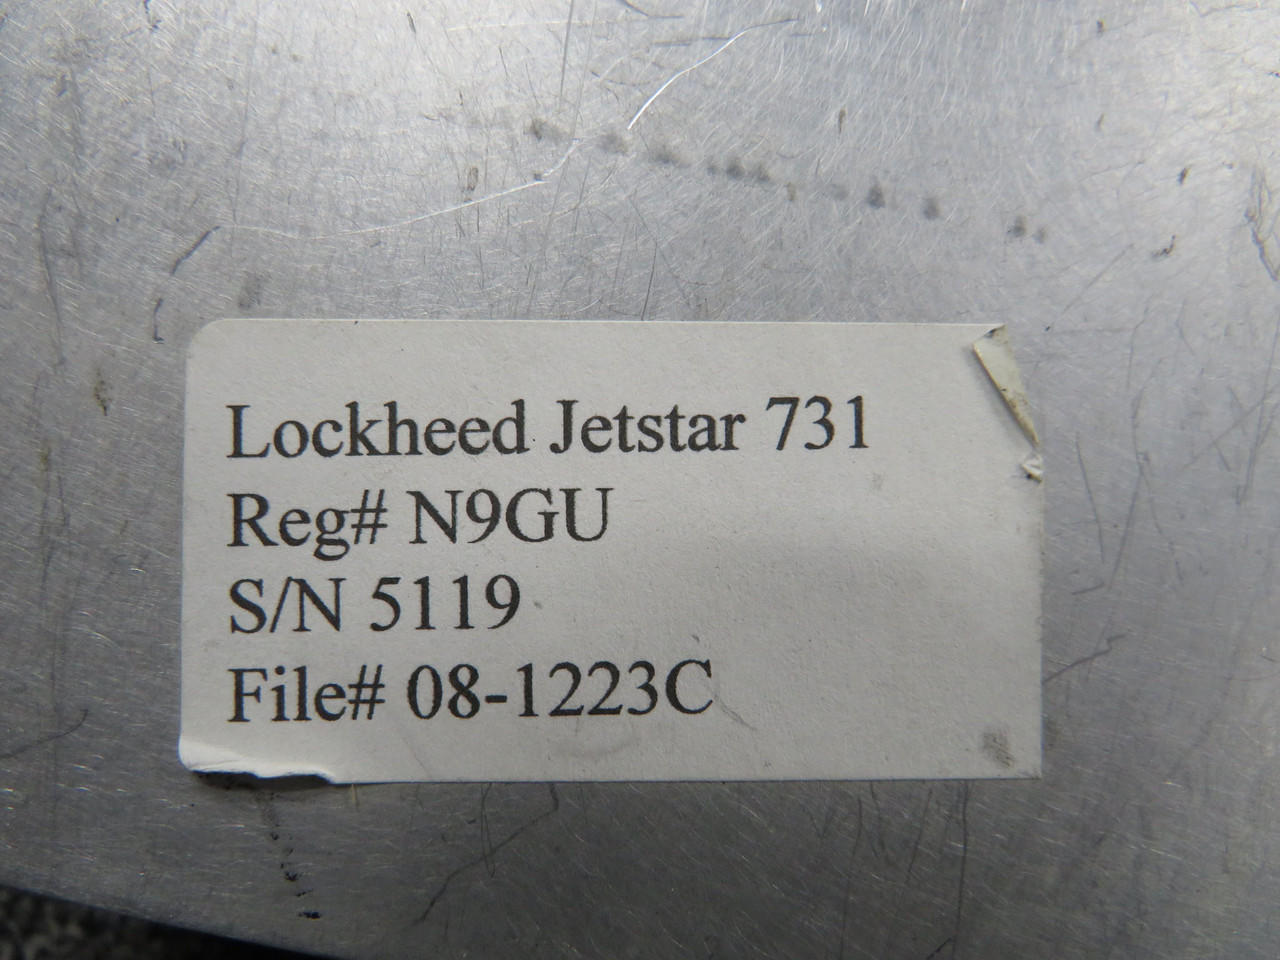 Lockheed Jetstar 731
Reg# N9GU
S/N 5119
File# 08-1223C